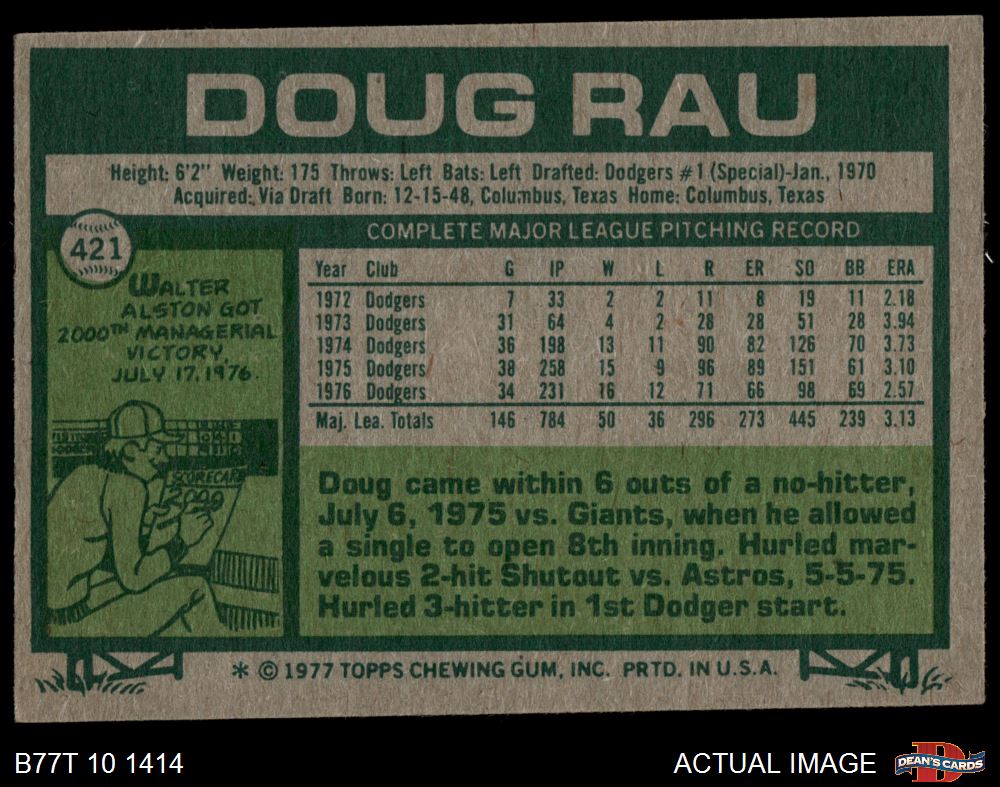 DOUG RAU
Height: 6'2" Weight: 175 Throws: Left Bats: Left Drafted: Dodgers #1 (Special)-Jan., 1970
Acquired: Via Draft Born: 12-15-48, Columbus, Texas Home: Columbus, Texas
421
WALTER
ALSTON GOT
2000TH MANAGERIAL
VICTORY,
JULY 17, 1976.
SCORECARD
2000
COMPLETE MAJOR LEAGUE PITCHING RECORD
Year Club G IP W L R ER SO BB ERA
1972 Dodgers 7 33 2 2 11 8 19 11 2.18
1973 Dodgers 31 64 4 2 28 28 51 28 3.94
1974 Dodgers 36 198 13 11 90 82 126 70 3.73
1975 Dodgers 38 258 15 9 96 89 151 61 3.10
1976 Dodgers 34 231 16 12 71 66 98 69 2.57
Maj. Lea. Totals 146 784 50 36 296 273 445 239 3.13
Doug came within 6 outs of a no-hitter,
July 6, 1975 vs. Giants, when he allowed
a single to open 8th inning. Hurled mar-
velous 2-hit Shutout vs. Astros, 5-5-75.
Hurled 3-hitter in 1st Dodger start.
* © 1977 TOPPS CHEWING GUM, INC. PRTD. IN U.S.A.
B77T 10 1414
ACTUAL IMAGE
DEAN'S CARDS